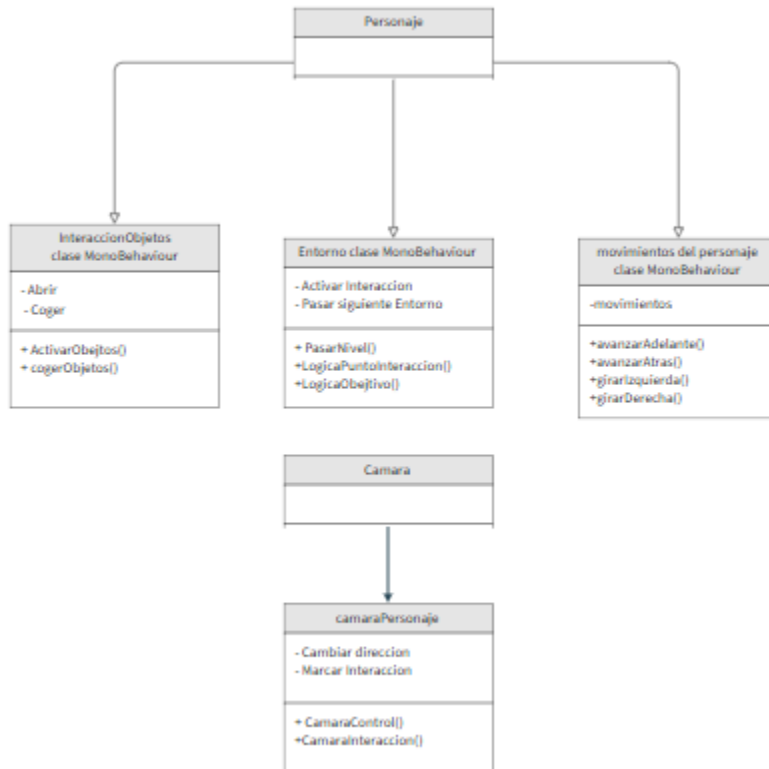 Personaje
InteraccionObjetos
clase MonoBehaviour
- Abrir
- Coger
+ ActivarObejtos()
+ cogerObjetos()
Entorno clase MonoBehaviour
- Activar Interaccion
- Pasar siguiente Entorno
+ PasarNivel()
+LogicaPuntoInteraccion()
+LogicaObejtivo()
movimientos del personaje
clase MonoBehaviour
-movimientos
+avanzarAdelante()
+avanzarAtras()
+girarIzquierda()
+girarDerecha()
Camara
camaraPersonaje
- Cambiar direccion
- Marcar Interaccion
+ CamaraControl()
+CamaraInteraccion()